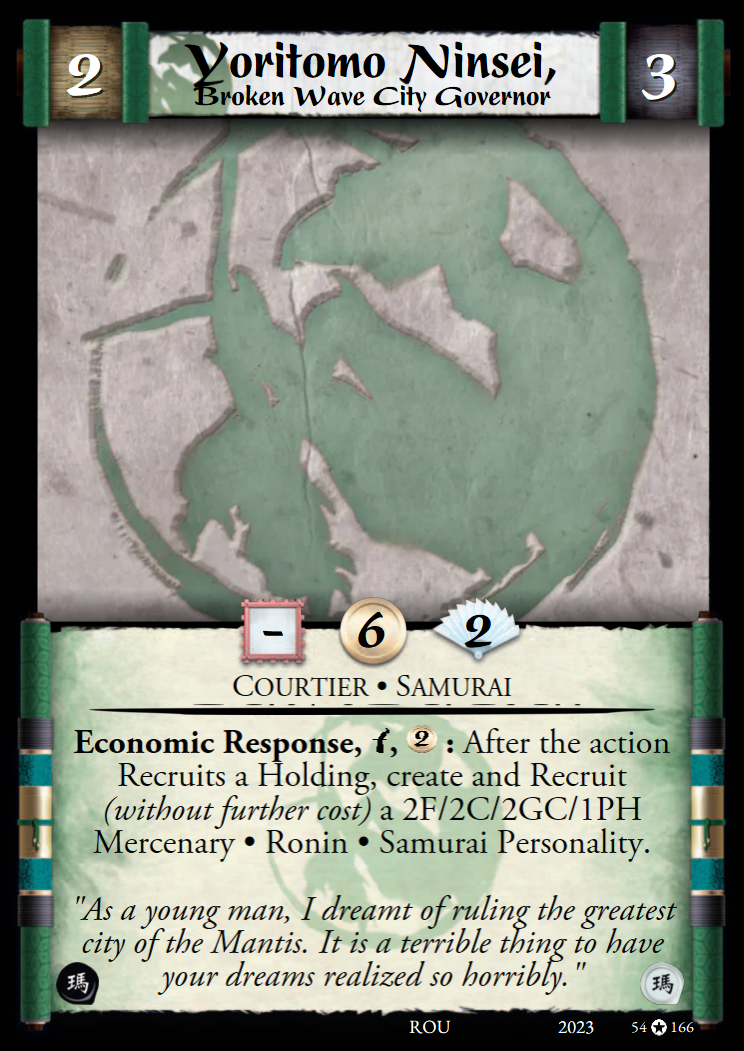 2
Yoritomo Ninsei,
Broken Wave City Governor
3
-
6
2
Courtier • Samurai
Economic Response, , 2 : After the action
Recruits a Holding, create and Recruit
(without further cost) a 2F/2C/2GC/1PH
Mercenary • Ronin • Samurai Personality.
"As a young man, I dreamt of ruling the greatest
city of the Mantis. It is a terrible thing to have
your dreams realized so horribly."
瑪
瑪
ROU
2023
54 166